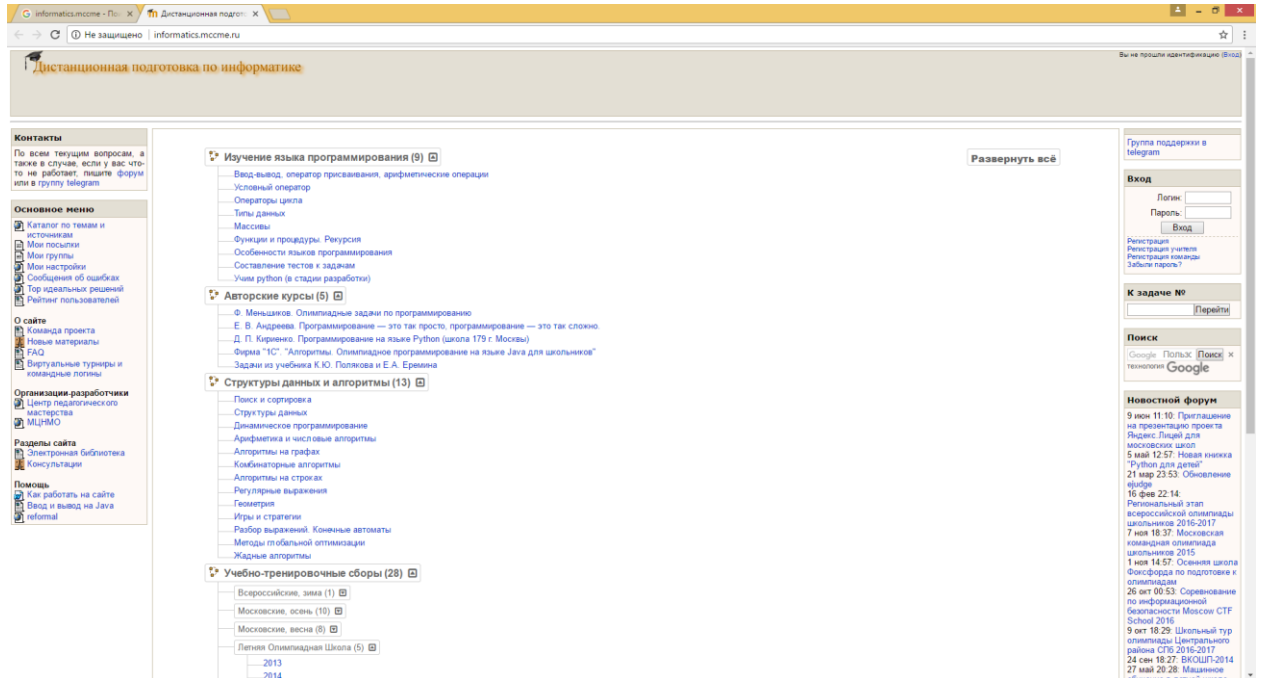 informatics.mccme - По
Дистанционная подгото
Не защищено | informatics.mccme.ru
Дистанционная подготовка по информатике
Вы не прошли идентификацию (Вход)
Контакты
По всем текущим вопросам, а
также в случае, если у вас что-
то не работает, пишите форум
или в группу telegram
Основное меню
Каталог по темам и
источникам
Мои посылки
Мои группы
Мои настройки
Сообщения об ошибках
Top идеальных решений
Рейтинг пользователей
О сайте
Команда проекта
Новые материалы
FAQ
Виртуальные турниры и
командные логины
Организации-разработчики
Центр педагогического
мастерства
МЦНМО
Разделы сайта
Электронная библиотека
Консультации
Помощь
Как работать на сайте
Ввод и вывод на Java
reformal
Изучение языка программирования (9)
Развернуть всё
Ввод-вывод, оператор присваивания, арифметические операции
Условный оператор
Операторы цикла
Типы данных
Массивы
Функции и процедуры. Рекурсия
Особенности языков программирования
Составление тестов к задачам
Учим python (в стадии разработки)
Авторские курсы (5)
Ф. Меньшиков. Олимпиадные задачи по программированию
Е. В. Андреева. Программирование — это так просто, программирование — это так сложно.
Д. П. Кириенко. Программирование на языке Python (школа 179 г. Москвы)
Фирма "1С". "Алгоритмы. Олимпиадное программирование на языке Java для школьников"
Задачи из учебника К.Ю. Полякова и Е.А. Еремина
Структуры данных и алгоритмы (13)
Поиск и сортировка
Структуры данных
Динамическое программирование
Арифметика и числовые алгоритмы
Алгоритмы на графах
Комбинаторные алгоритмы
Алгоритмы на строках
Регулярные выражения
Геометрия
Игры и стратегии
Разбор выражений. Конечные автоматы
Методы глобальной оптимизации
Жадные алгоритмы
Учебно-тренировочные сборы (28)
Всероссийские, зима (1)
Московские, осень (10)
Московские, весна (8)
Летняя Олимпиадная Школа (5)
2013
2014
Группа поддержки в
telegram
Вход
Логин:
Пароль:
Вход
Регистрация
Регистрация учителя
Регистрация команды
Забыли пароль?
К задаче №
Перейти
Поиск
Google Польз Поиск ×
технология Google
Новостной форум
9 июн 11:10: Приглашение
на презентацию проекта
Яндекс.Лицей для
московских школ
5 май 12:57: Новая книжка
"Python для детей"
21 мар 23:53: Обновление
ejudge
16 фев 22:14:
Региональный этап
всероссийской олимпиады
школьников 2016-2017
7 ноя 18:37: Московская
командная олимпиада
школьников 2015
1 ноя 14:57: Осенняя школа
Фоксфорда по подготовке к
олимпиадам
26 окт 00:53: Соревнование
по информационной
безопасности Moscow CTF
School 2016
9 окт 18:29: Школьный тур
олимпиады Центрального
района СПб 2016-2017
24 сен 18:27: ВКОШП-2014
27 май 20:28: Машинное